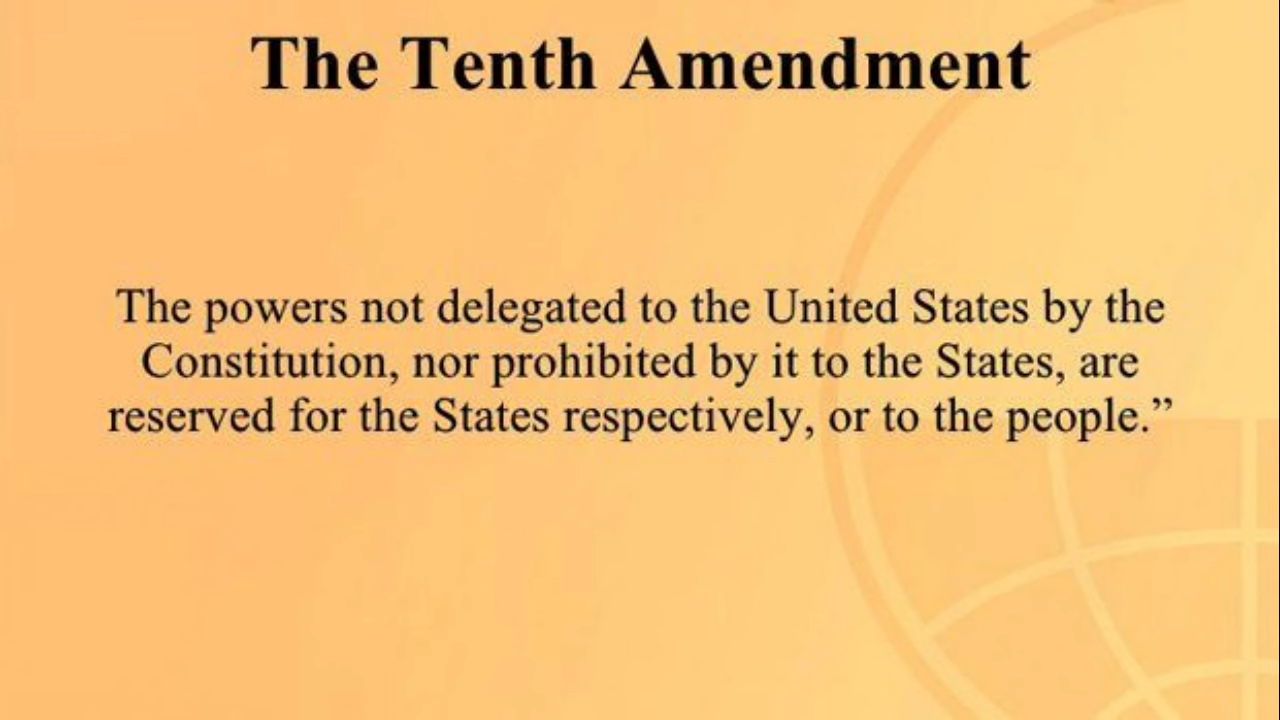 The Tenth Amendment
The powers not delegated to the United States by the
Constitution, nor prohibited by it to the States, are
reserved for the States respectively, or to the people.”